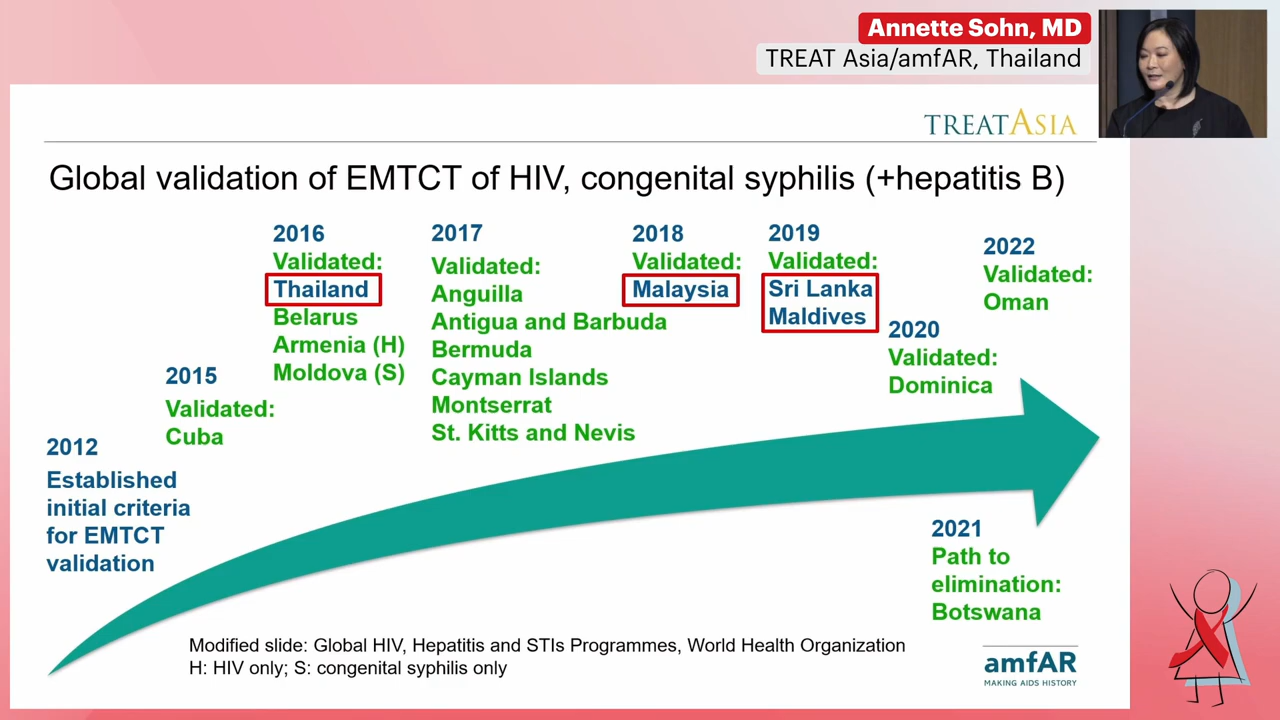 Annette Sohn, MD
TREAT Asia/amfAR, Thailand
TREATASIA
Global validation of EMTCT of HIV, congenital syphilis (+hepatitis B)
2012
Established
initial criteria
for EMTCT
validation
2015
Validated:
Cuba
2016
Validated:
Thailand
Belarus
Armenia (H)
Moldova (S)
2017
Validated:
Anguilla
Antigua and Barbuda
Bermuda
Cayman Islands
Montserrat
St. Kitts and Nevis
2018
Validated:
Malaysia
2019
Validated:
Sri Lanka
Maldives
2020
Validated:
Dominica
2022
Validated:
Oman
2021
Path to
elimination:
Botswana
Modified slide: Global HIV, Hepatitis and STIs Programmes, World Health Organization
H: HIV only; S: congenital syphilis only
amfAR
MAKING AIDS HISTORY